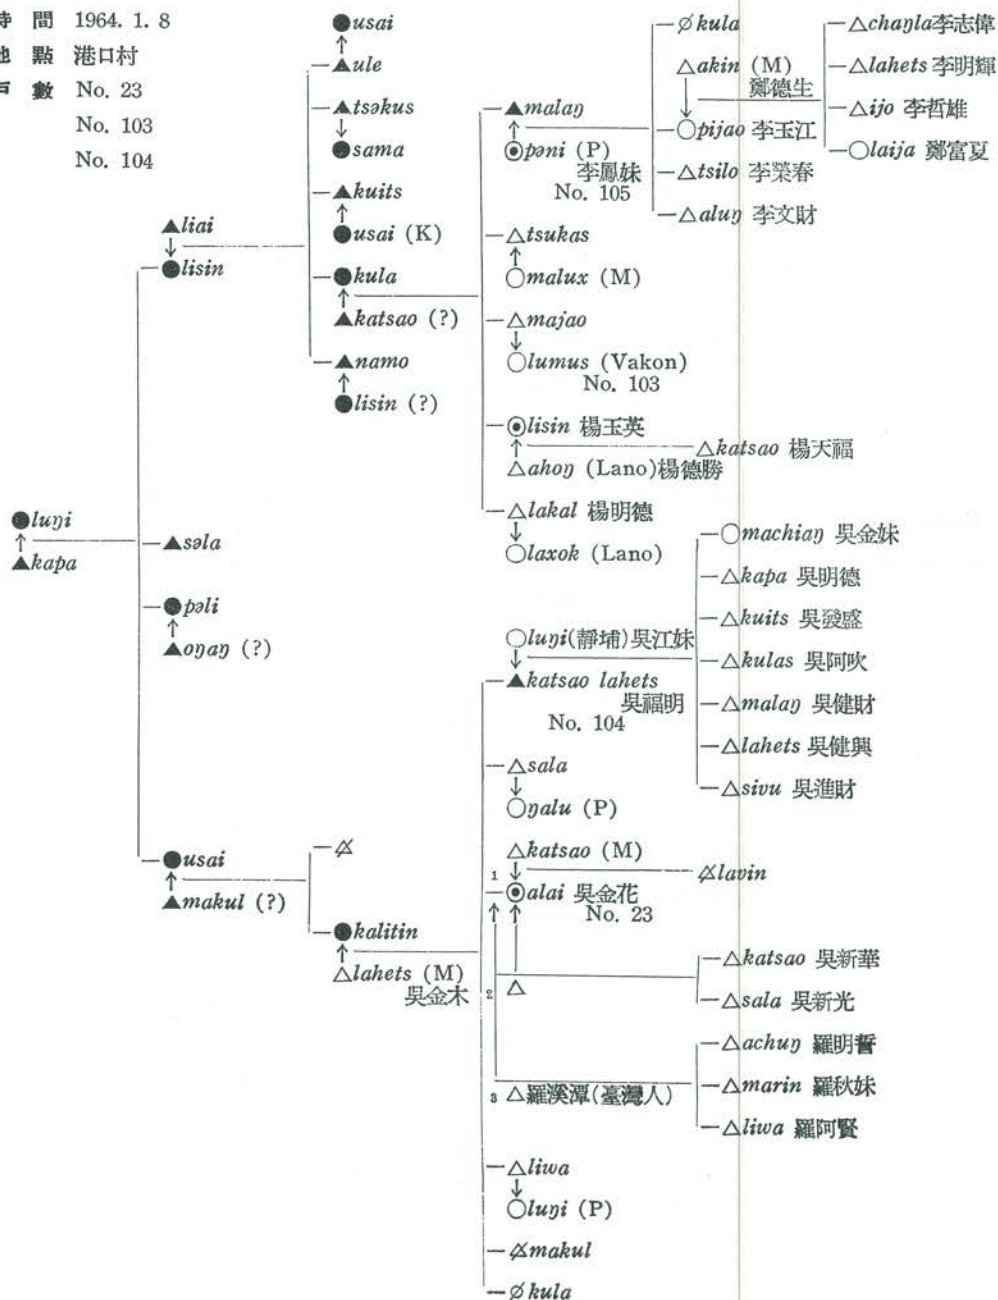 時 間 1964. 1. 8
地 點 港口村
戶 數 No. 23
No. 103
No. 104
usai
ule
tsəkus
sama
kuits
usai (K)
kula
katsao (?)
namo
lisin (?)
liai
lisin
luŋi
kapa
səla
pəli
oŋaŋ (?)
usai
makul (?)
kalitin
lahets (M)
吳金木
malaŋ
pəni (P)
李鳳妹
No. 105
tsukas
malux (M)
majao
lumus (Vakon)
No. 103
lisin 楊玉英
ahoŋ (Lano)楊德勝
lakal 楊明德
laxok (Lano)
katsao 楊天福
kula
akin (M)
鄭德生
pijao 李玉江
tsilo 李榮春
aluŋ 李文財
chaŋla李志偉
lahets 李明輝
ijo 李哲雄
laija 鄭富夏
luŋi(靜埔)吳江妹
katsao lahets
吳福明
No. 104
machiaŋ 吳金妹
kapa 吳明德
kuits 吳發盛
kulas 吳阿吹
malaŋ 吳健財
lahets 吳健興
sivu 吳進財
sala
ŋalu (P)
katsao (M)
1
alai 吳金花
No. 23
lavin
2
katsao 吳新華
sala 吳新光
3 羅溪潭(臺灣人)
achuŋ 羅明誓
marin 羅秋妹
liwa 羅阿賢
liwa
luŋi (P)
makul
kula